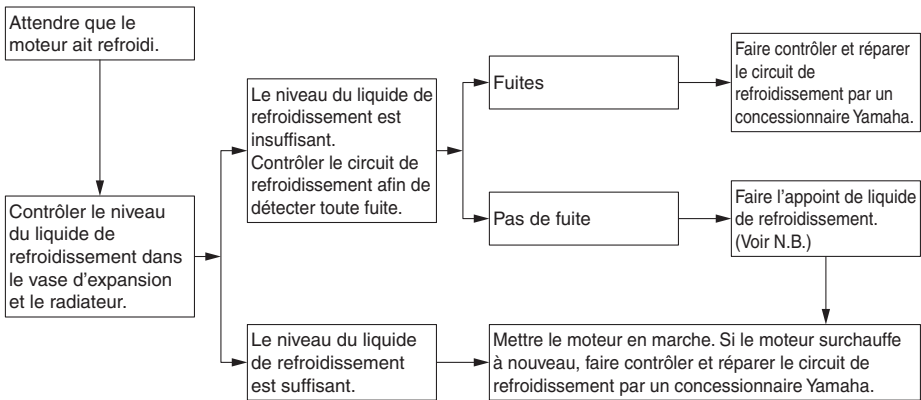 Attendre que le
moteur ait refroidi.
Contrôler le niveau
du liquide de
refroidissement dans
le vase d’expansion
et le radiateur.
Le niveau du liquide de
refroidissement est
insuffisant.
Contrôler le circuit de
refroidissement afin de
détecter toute fuite.
Fuites
Faire contrôler et réparer
le circuit de
refroidissement par un
concessionnaire Yamaha.
Pas de fuite
Faire l’appoint de liquide
de refroidissement.
(Voir N.B.)
Le niveau du liquide
de refroidissement
est suffisant.
Mettre le moteur en marche. Si le moteur surchauffe
à nouveau, faire contrôler et réparer le circuit de
refroidissement par un concessionnaire Yamaha.